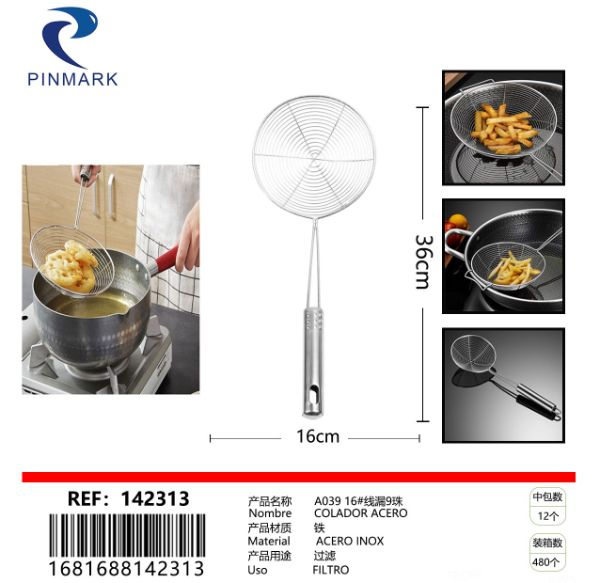 PINMARK
36cm
16cm
REF: 142313
1681688142313
产品名称 A039 16#线漏9珠
Nombre COLADOR ACERO
产品材质 铁
Material ACERO INOX
产品用途 过滤
Uso FILTRO
中包数
12个
装箱数
480个